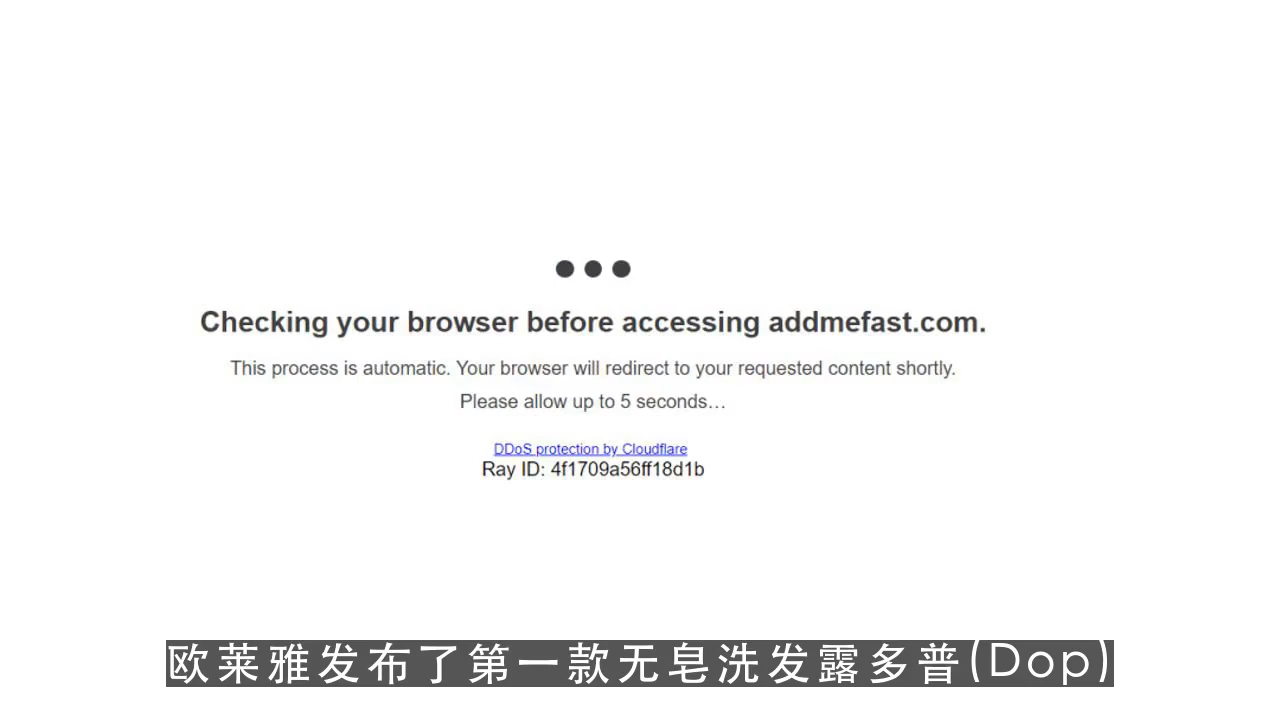 Checking your browser before accessing addmefast.com.
This process is automatic. Your browser will redirect to your requested content shortly.
Please allow up to 5 seconds…
DDoS protection by Cloudflare
Ray ID: 4f1709a56ff18d1b
欧莱雅发布了第一款无皂洗发露多普(Dop)